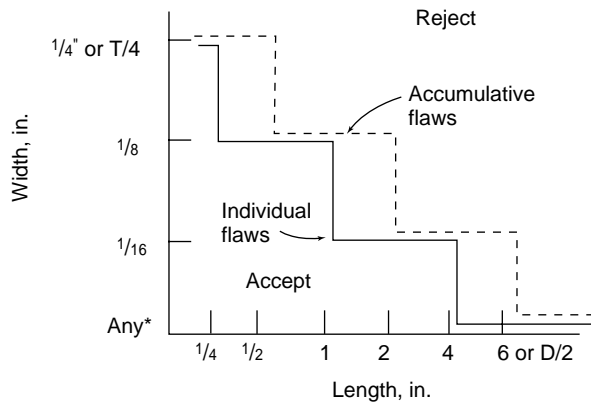 Reject
1/4" or T/4
Accumulative
flaws
1/8
Width, in.
Individual
flaws
1/16
Accept
Any*
1/4 1/2 1 2 4 6 or D/2
Length, in.